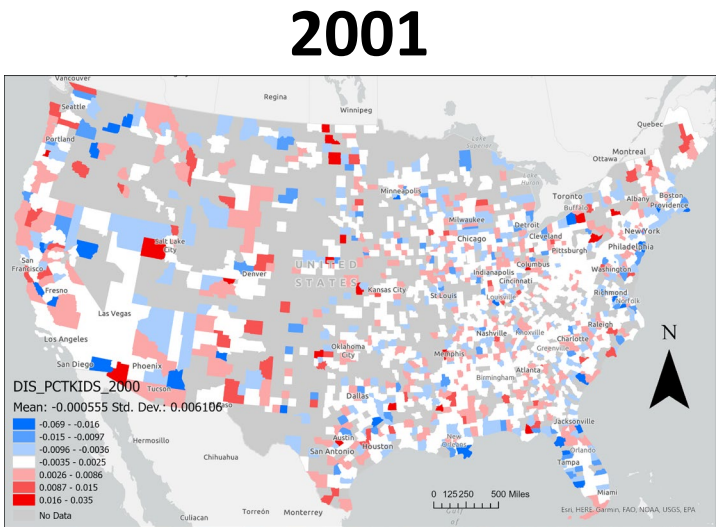 2001
Vancouver
Regina
Winnipeg
Seattle
Quebec
Portland
Montreal
Ottawa
Lake Superior
Lake Huron
Minneapolis
Toronto
Buffalo
Albany
Boston
Providence
Milwaukee
Detroit
New York
Salt Lake City
Chicago
Cleveland
Pittsburgh
Philadelphia
San Francisco
Denver
UNITED STATES
Columbus
Indianapolis
Cincinnati
Washington
Fresno
Kansas City
St Louis
Louisville
Richmond
Norfolk
Las Vegas
Nashville
Knoxville
Raleigh
Los Angeles
Oklahoma City
Memphis
Greenville
Charlotte
N
San Diego
Phoenix
Atlanta
Tucson
Birmingham
Dallas
DIS_PCTKIDS_2000
Mean: -0.000555 Std. Dev.: 0.006106
-0.069 - -0.016
-0.015 - -0.0097
-0.0096 - -0.0036
-0.0035 - 0.0025
0.0026 - 0.0086
0.0087 - 0.015
0.016 - 0.035
No Data
Hermosillo
Chihuahua
Austin
San Antonio
Houston
New Orleans
Jacksonville
Orlando
Tampa
Miami
0 125 250 500 Miles
Culiacan
Torreón
Monterrey
Gulf of
Esri, HERE, Garmin, FAO, NOAA, USGS, EPA